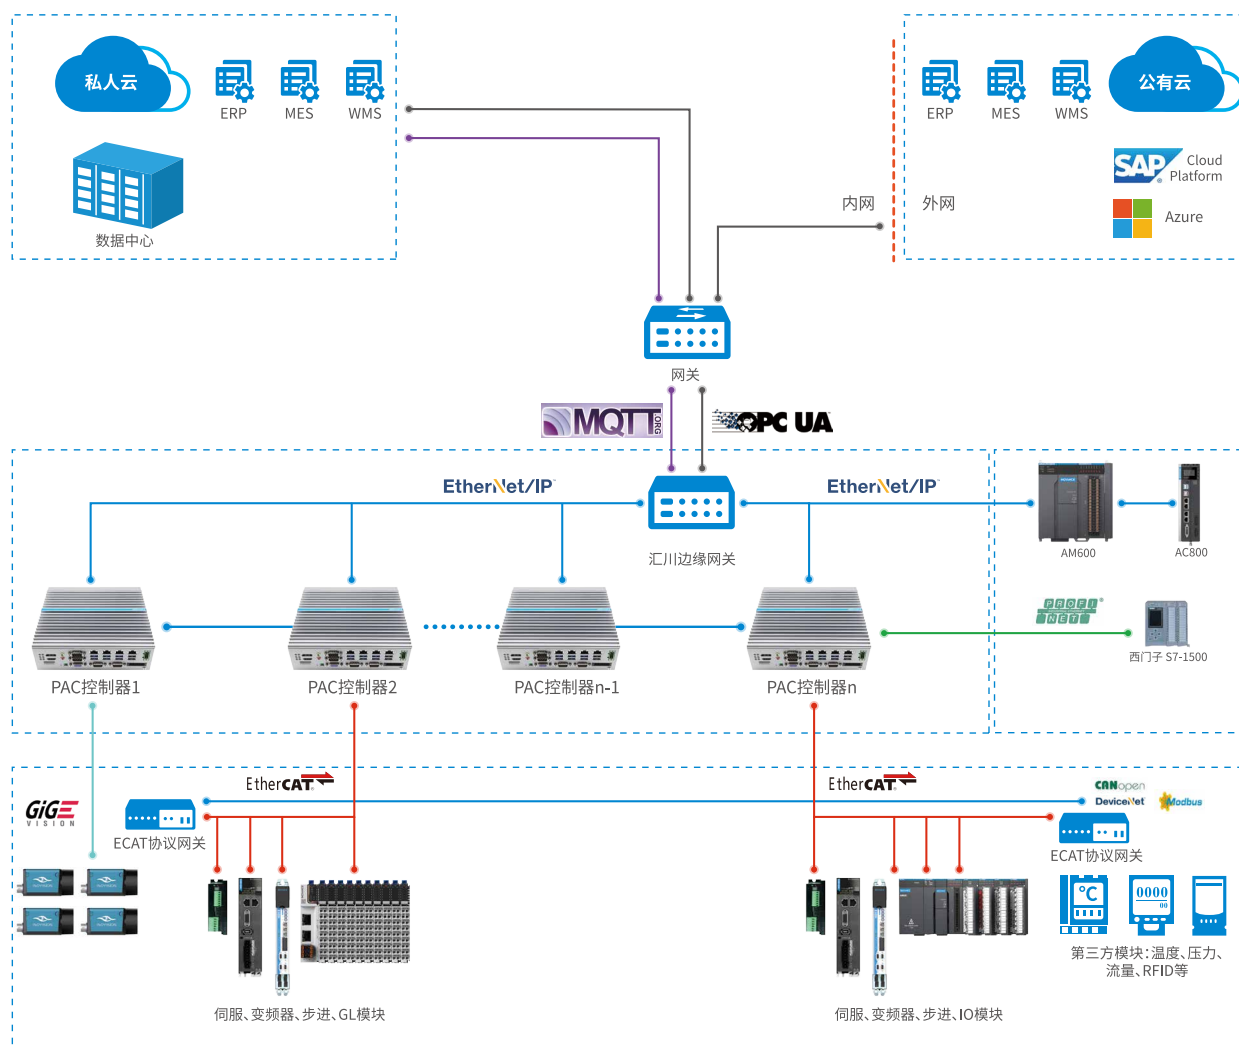 私人云
ERP
MES
WMS
数据中心
内网
外网
ERP
MES
WMS
公有云
SAP
Cloud
Platform
Azure
网关
MQTT.ORG
OPC UA
EtherNet/IP
EtherNet/IP
汇川边缘网关
AM600
AC800
PROFI
NET
西门子 S7-1500
PAC控制器1
PAC控制器2
PAC控制器n-1
PAC控制器n
EtherCAT
EtherCAT
GiGE
VISION
ECAT协议网关
CANopen
DeviceNet
Modbus
ECAT协议网关
°C
0000
00
第三方模块:温度、压力、
流量、RFID等
伺服、变频器、步进、GL模块
伺服、变频器、步进、IO模块